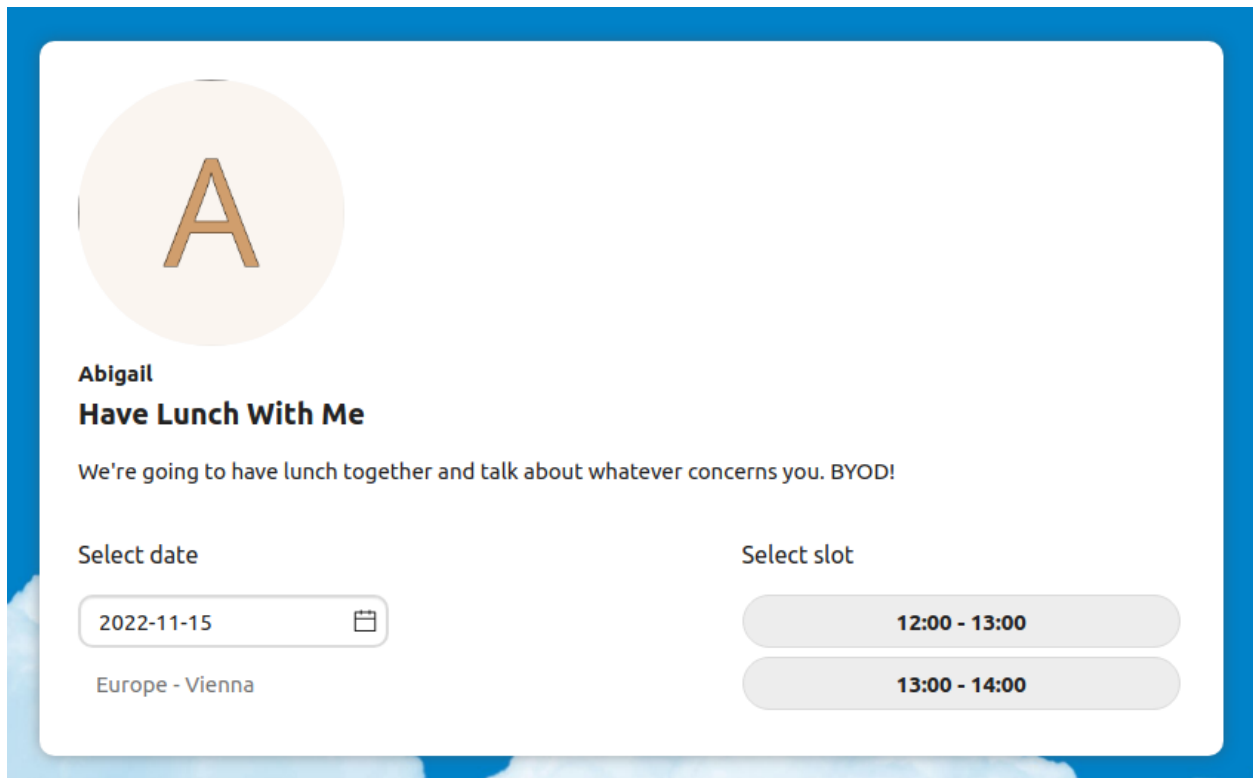 A
Abigail
Have Lunch With Me
We're going to have lunch together and talk about whatever concerns you. BYOD!
Select date
2022-11-15
Europe - Vienna
Select slot
12:00 - 13:00
13:00 - 14:00